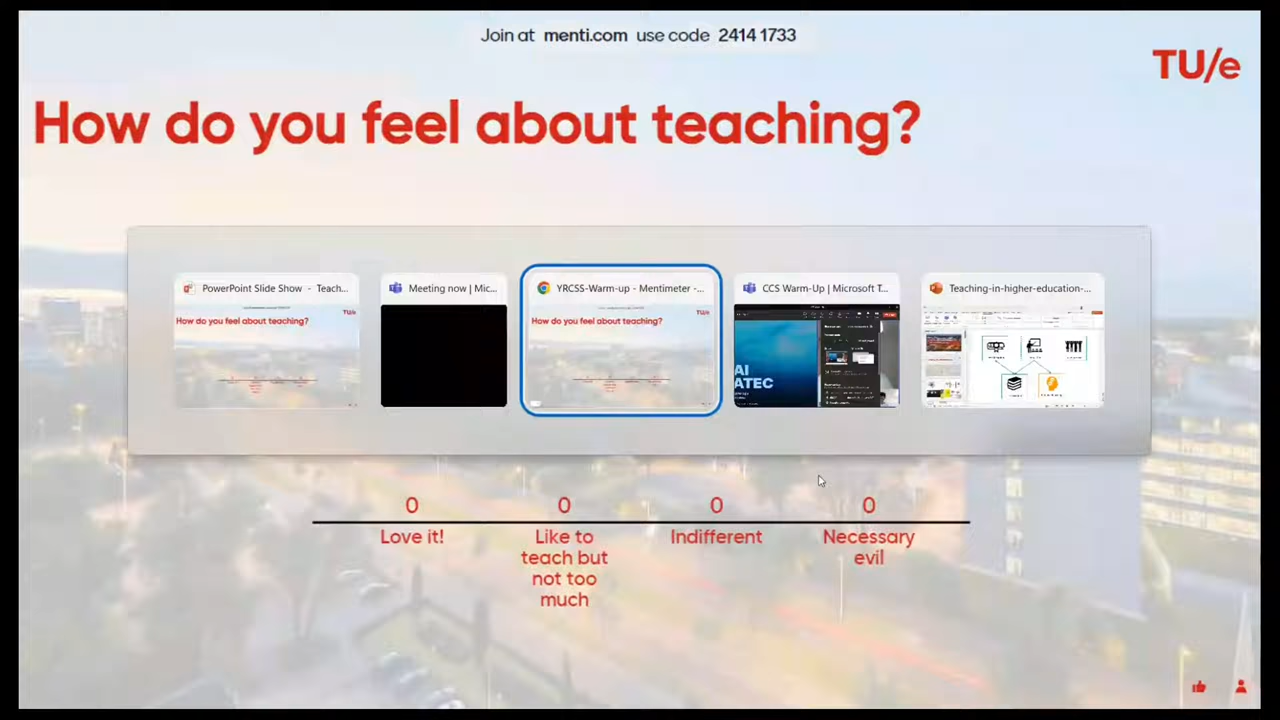 Join at menti.com use code 2414 1733
TU/e
How do you feel about teaching?
PowerPoint Slide Show - Teach...
Meeting now | Mic...
YRCSS-Warm-up - Mentimeter -...
CCS Warm-Up | Microsoft T...
Teaching-in-higher-education-...
How do you feel about teaching?
TU/e
How do you feel about teaching?
TU/e
AI
ATEC
0
0
0
0
Love it!
Like to
teach but
not too
much
Indifferent
Necessary
evil